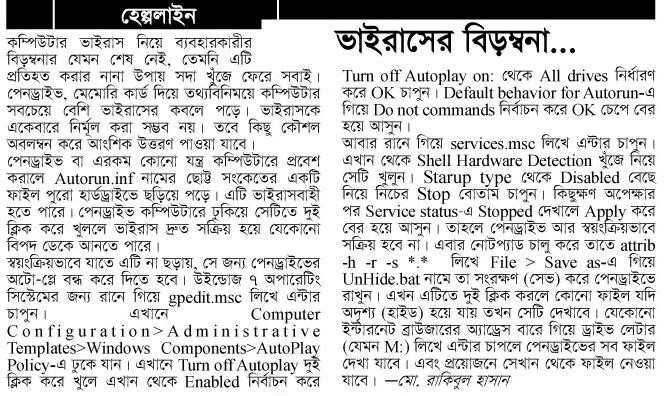 হেল্পলাইন
ভাইরাসের বিড়ম্বনা...
কম্পিউটার ভাইরাস নিয়ে ব্যবহারকারীর
বিড়ম্বনার যেমন শেষ নেই, তেমনি এটি
প্রতিহত করার নানা উপায় সদা খুঁজে ফেরে সবাই।
পেনড্রাইভ, মেমোরি কার্ড দিয়ে তথ্যবিনিময়ে কম্পিউটার
সবচেয়ে বেশি ভাইরাসের কবলে পড়ে। ভাইরাসকে
একেবারে নির্মূল করা সম্ভব নয়। তবে কিছু কৌশল
অবলম্বন করে আংশিক উত্তরণ পাওয়া যাবে।
পেনড্রাইভ বা এরকম কোনো যন্ত্র কম্পিউটারে প্রবেশ
করালে Autorun.inf নামের ছোট্ট সংকেতের একটি
ফাইল পুরো হার্ডড্রাইভে ছড়িয়ে পড়ে। এটি ভাইরাসবাহী
হতে পারে। পেনড্রাইভ কম্পিউটারে ঢুকিয়ে সেটিতে দুই
ক্লিক করে খুললে ভাইরাস দ্রুত সক্রিয় হয়ে যেকোনো
বিপদ ডেকে আনতে পারে।
স্বয়ংক্রিয়ভাবে যাতে এটি না ছড়ায়, সে জন্য পেনড্রাইভের
অটো-প্লে বন্ধ করে দিতে হবে। উইন্ডোজ ৭ অপারেটিং
সিস্টেমের জন্য রানে গিয়ে gpedit.msc লিখে এন্টার
চাপুন। এখানে Computer
Configuration>Administrative
Templates>Windows Components>AutoPlay
Policy-এ ঢুকে যান। এখানে Turn off Autoplay দুই
ক্লিক করে খুলে এখান থেকে Enabled নির্বাচন করে
Turn off Autoplay on: থেকে All drives নির্ধারণ
করে OK চাপুন। Default behavior for Autorun-এ
গিয়ে Do not commands নির্বাচন করে OK চেপে বের
হয়ে আসুন।
আবার রানে গিয়ে services.msc লিখে এন্টার চাপুন।
এখান থেকে Shell Hardware Detection খুঁজে নিয়ে
সেটি খুলুন। Starup type থেকে Disabled বেছে
নিয়ে নিচের Stop বোতাম চাপুন। কিছুক্ষণ অপেক্ষার
পর Service status-এ Stopped দেখালে Apply করে
বের হয়ে আসুন। তাহলে পেনড্রাইভ আর স্বয়ংক্রিয়ভাবে
সক্রিয় হবে না। এবার নোটপ্যাড চালু করে তাতে attrib
-h -r -s *.* লিখে File > Save as-এ গিয়ে
UnHide.bat নামে তা সংরক্ষণ (সেভ) করে পেনড্রাইভে
রাখুন। এখন এটিতে দুই ক্লিক করলে কোনো ফাইল যদি
অদৃশ্য (হাইড) হয়ে যায় তখন সেটি দেখাবে। যেকোনো
ইন্টারনেট ব্রাউজারের অ্যাড্রেস বারে গিয়ে ড্রাইভ লেটার
(যেমন M:) লিখে এন্টার চাপলে পেনড্রাইভের সব ফাইল
দেখা যাবে। এবং প্রয়োজনে সেখান থেকে ফাইল নেওয়া
যাবে। —মো. রাকিবুল হাসান